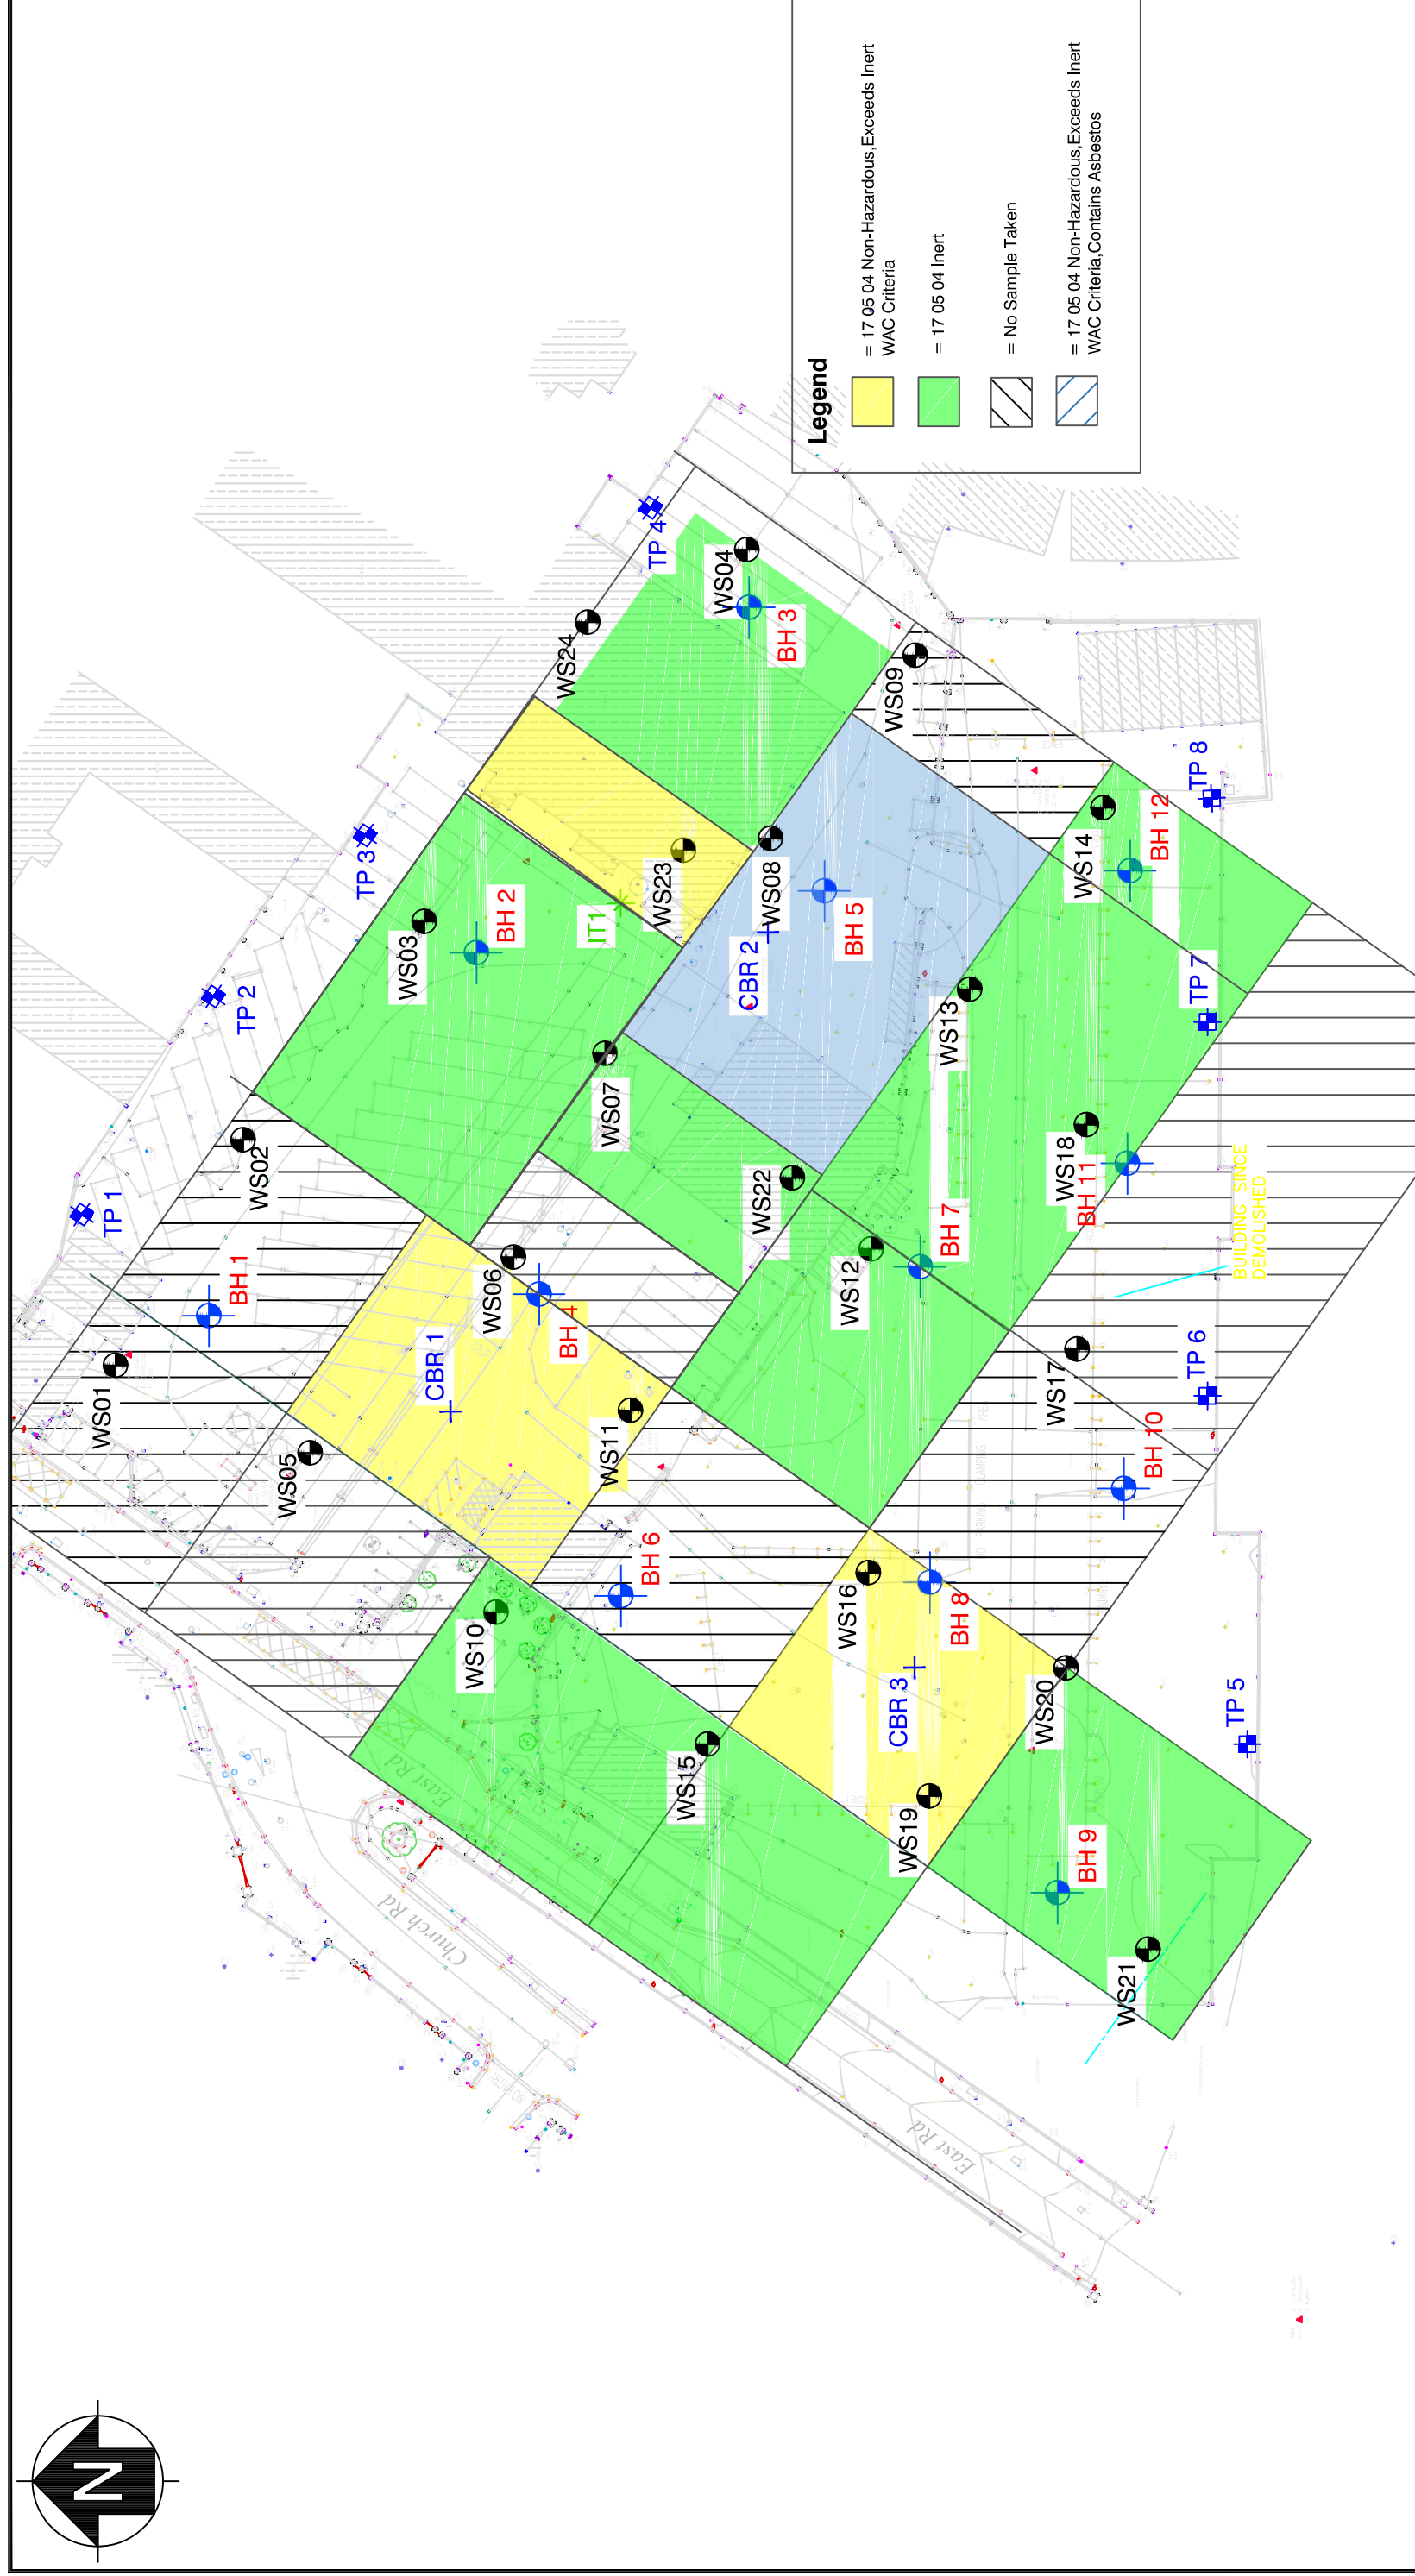 N
TP 1
TP 2
TP 3
TP 4
TP 5
TP 6
TP 7
TP 8
WS01
WS02
WS03
WS04
WS05
WS06
WS07
WS08
WS09
WS10
WS11
WS12
WS13
WS14
WS15
WS16
WS17
WS18
WS19
WS20
WS21
WS22
WS23
WS24
BH 1
BH 2
BH 3
BH 4
BH 5
BH 6
BH 7
BH 8
BH 9
BH 10
BH 11
BH 12
CBR 1
CBR 2
CBR 3
IT1
Church Rd
East Rd
East Rd
BUILDING SINCE
DEMOLISHED
Legend
= 17 05 04 Non-Hazardous,Exceeds Inert
WAC Criteria
= 17 05 04 Inert
= No Sample Taken
= 17 05 04 Non-Hazardous,Exceeds Inert
WAC Criteria,Contains Asbestos